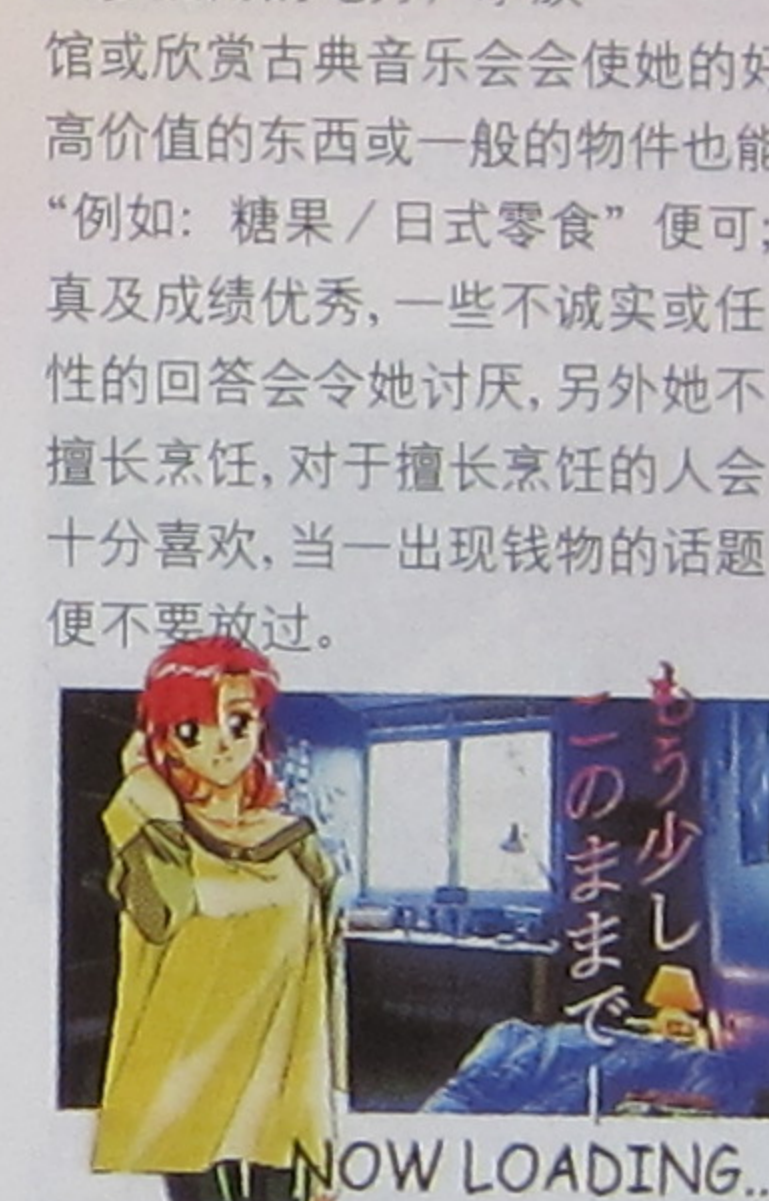 馆或欣赏古典音乐会会使她的好
高价值的东西或一般的物件也能
“例如：糖果／日式零食”便可；
真及成绩优秀，一些不诚实或任
性的回答会令她讨厌，另外她不
擅长烹饪，对于擅长烹饪的人会
十分喜欢，当一出现钱物的话题
便不要放过。
もう少し
このままで—
NOW LOADING..